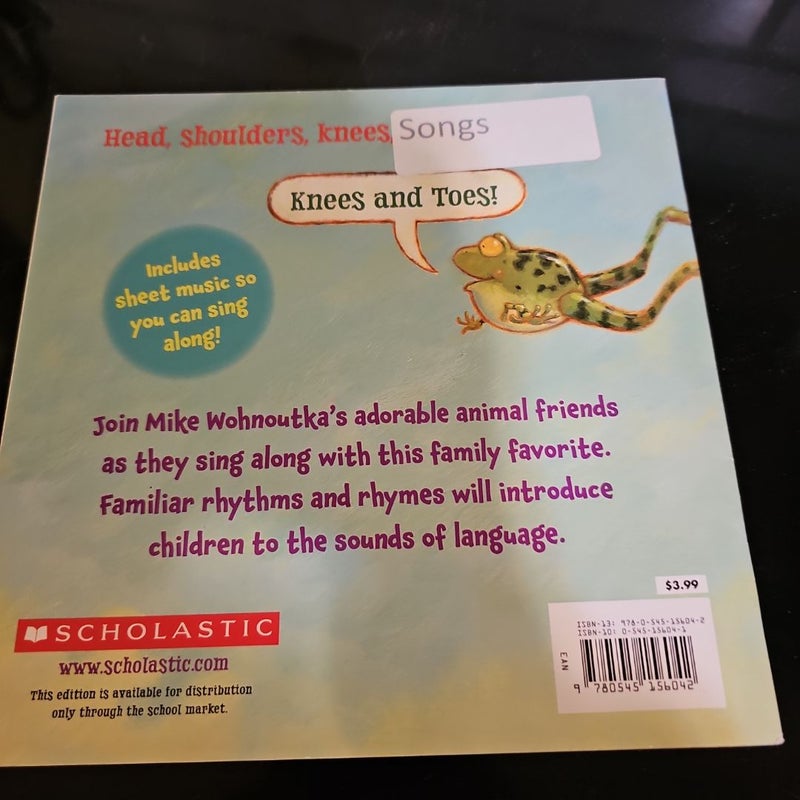 Head, shoulders, knees,
Songs
Knees and Toes!
Includes
sheet music so
you can sing
along!
Join Mike Wohnoutka's adorable animal friends
as they sing along with this family favorite.
Familiar rhythms and rhymes will introduce
children to the sounds of language.
$3.99
SCHOLASTIC
www.scholastic.com
This edition is available for distribution
only through the school market.
ISBN-13: 978-0-545-15604-2
ISBN-10: 0-545-15604-1
EAN
9 780545 156042